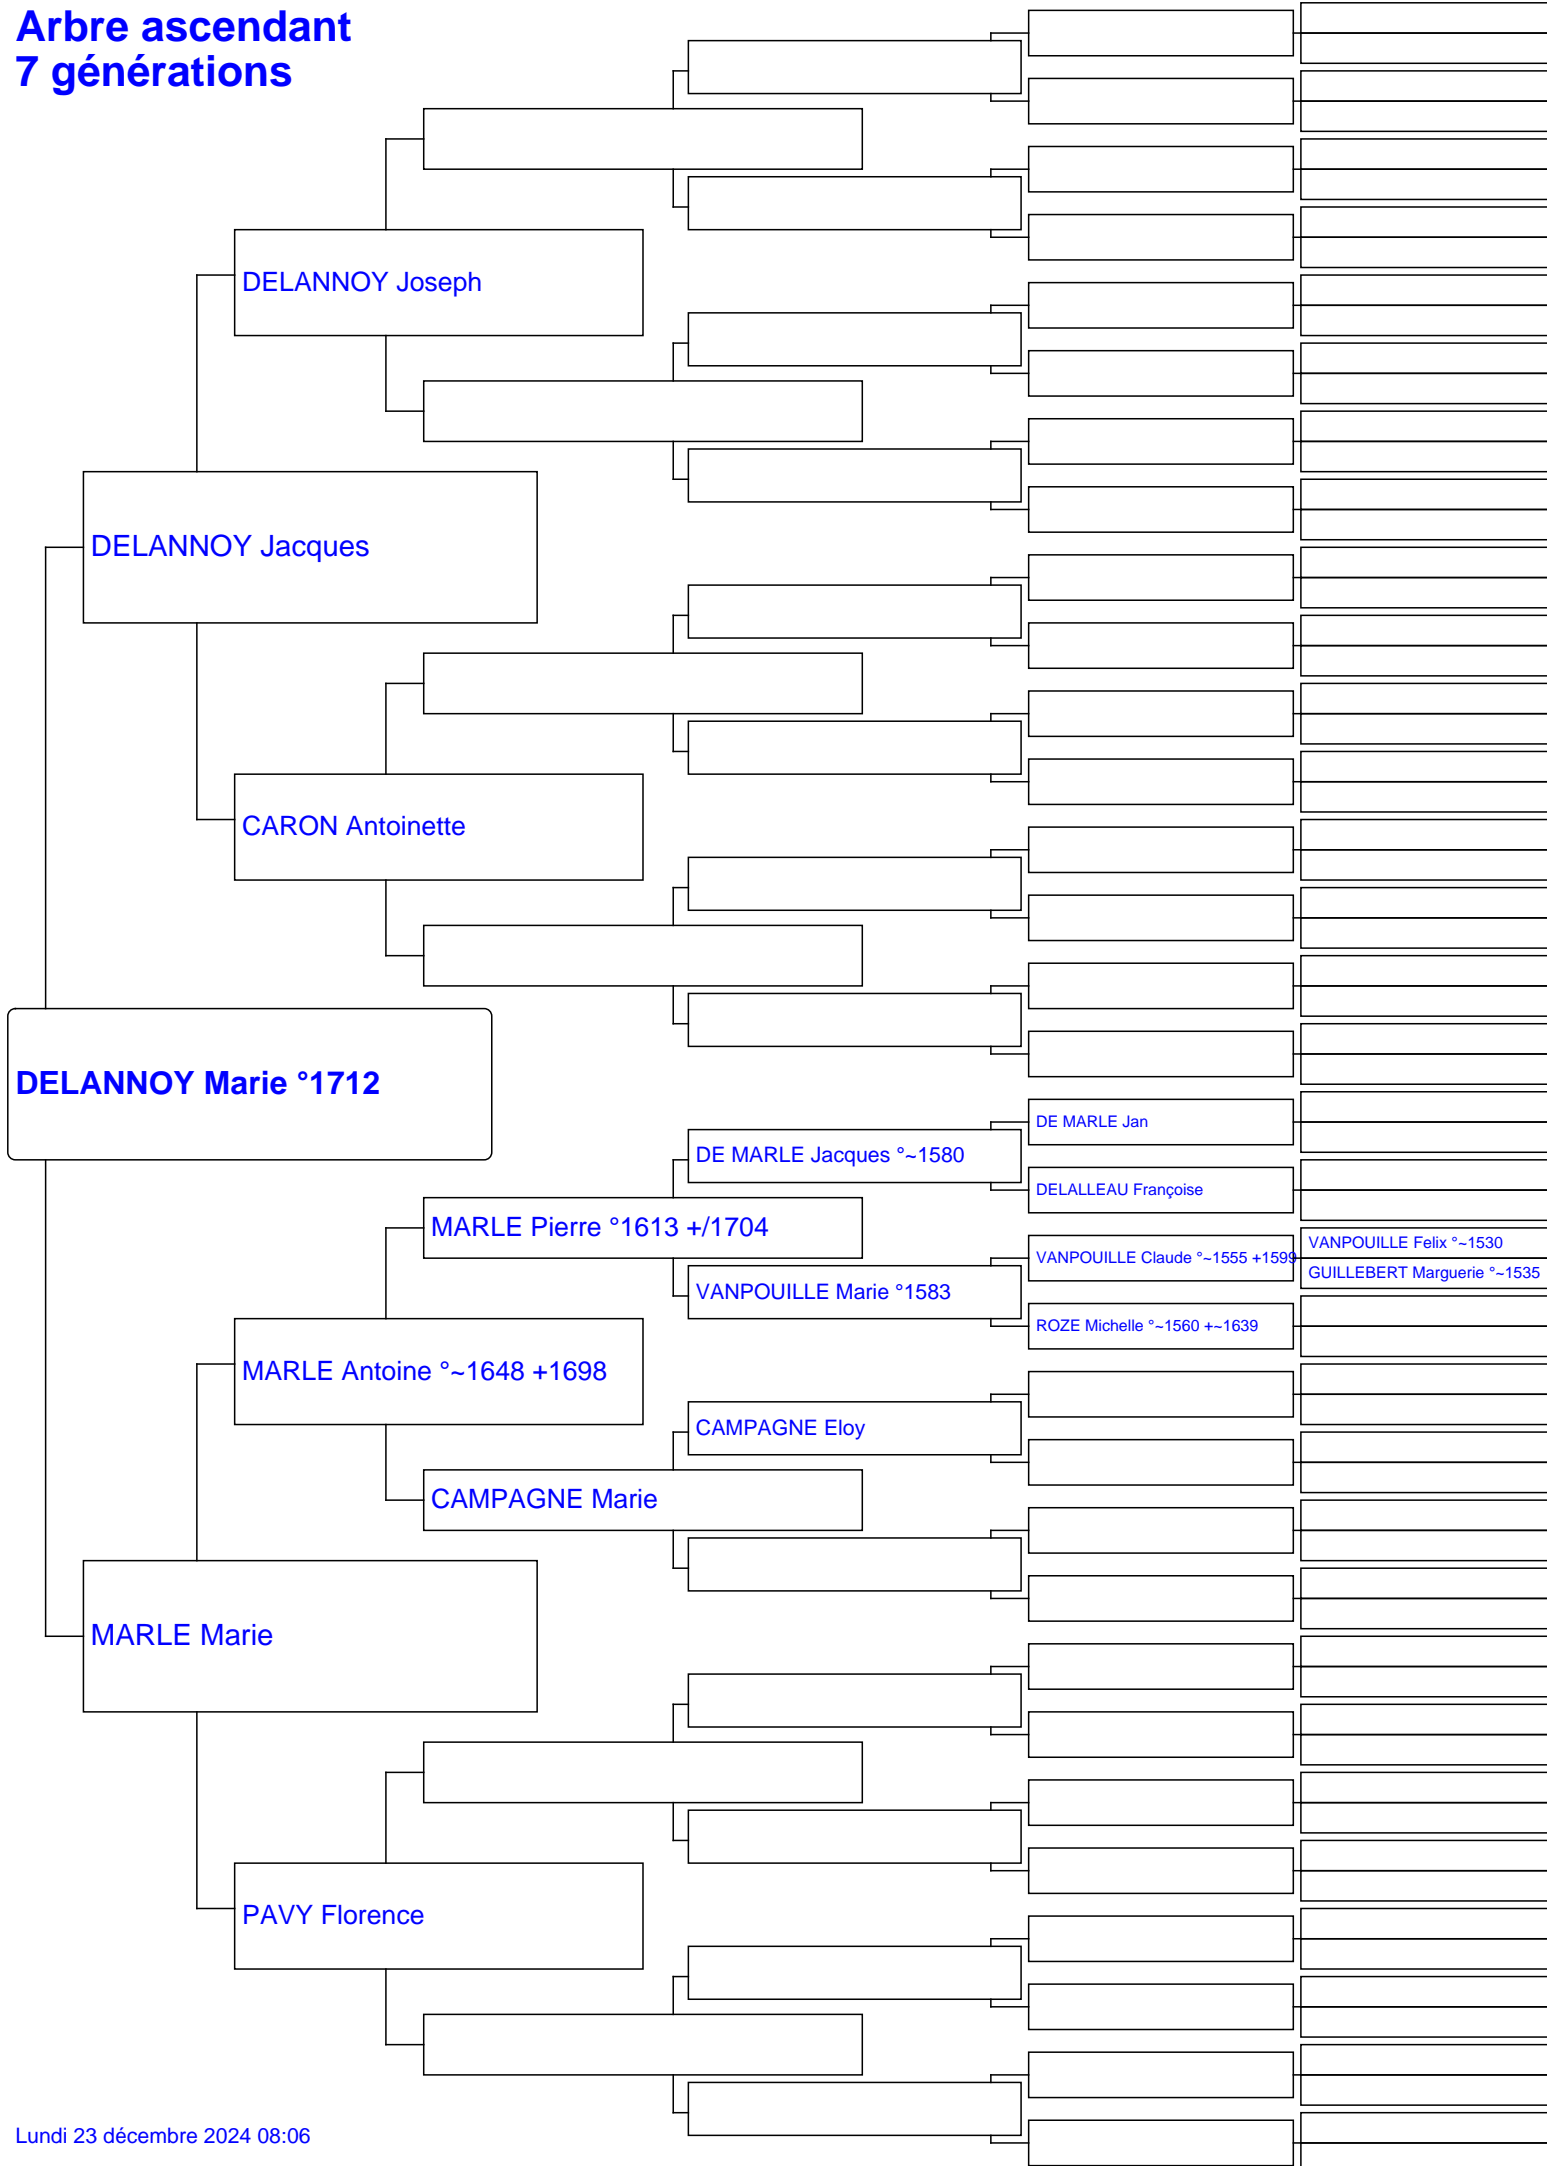 Arbre ascendant
7 générations
DELANNOY Joseph
DELANNOY Jacques
CARON Antoinette
DELANNOY Marie °1712
DE MARLE Jan
DE MARLE Jacques °~1580
DELALLEAU Françoise
MARLE Pierre °1613 +/1704
VANPOUILLE Felix °~1530
VANPOUILLE Claude °~1555 +1599
GUILLEBERT Marguerie °~1535
VANPOUILLE Marie °1583
ROZE Michelle °~1560 +~1639
MARLE Antoine °~1648 +1698
CAMPAGNE Eloy
CAMPAGNE Marie
MARLE Marie
PAVY Florence
Lundi 23 décembre 2024 08:06